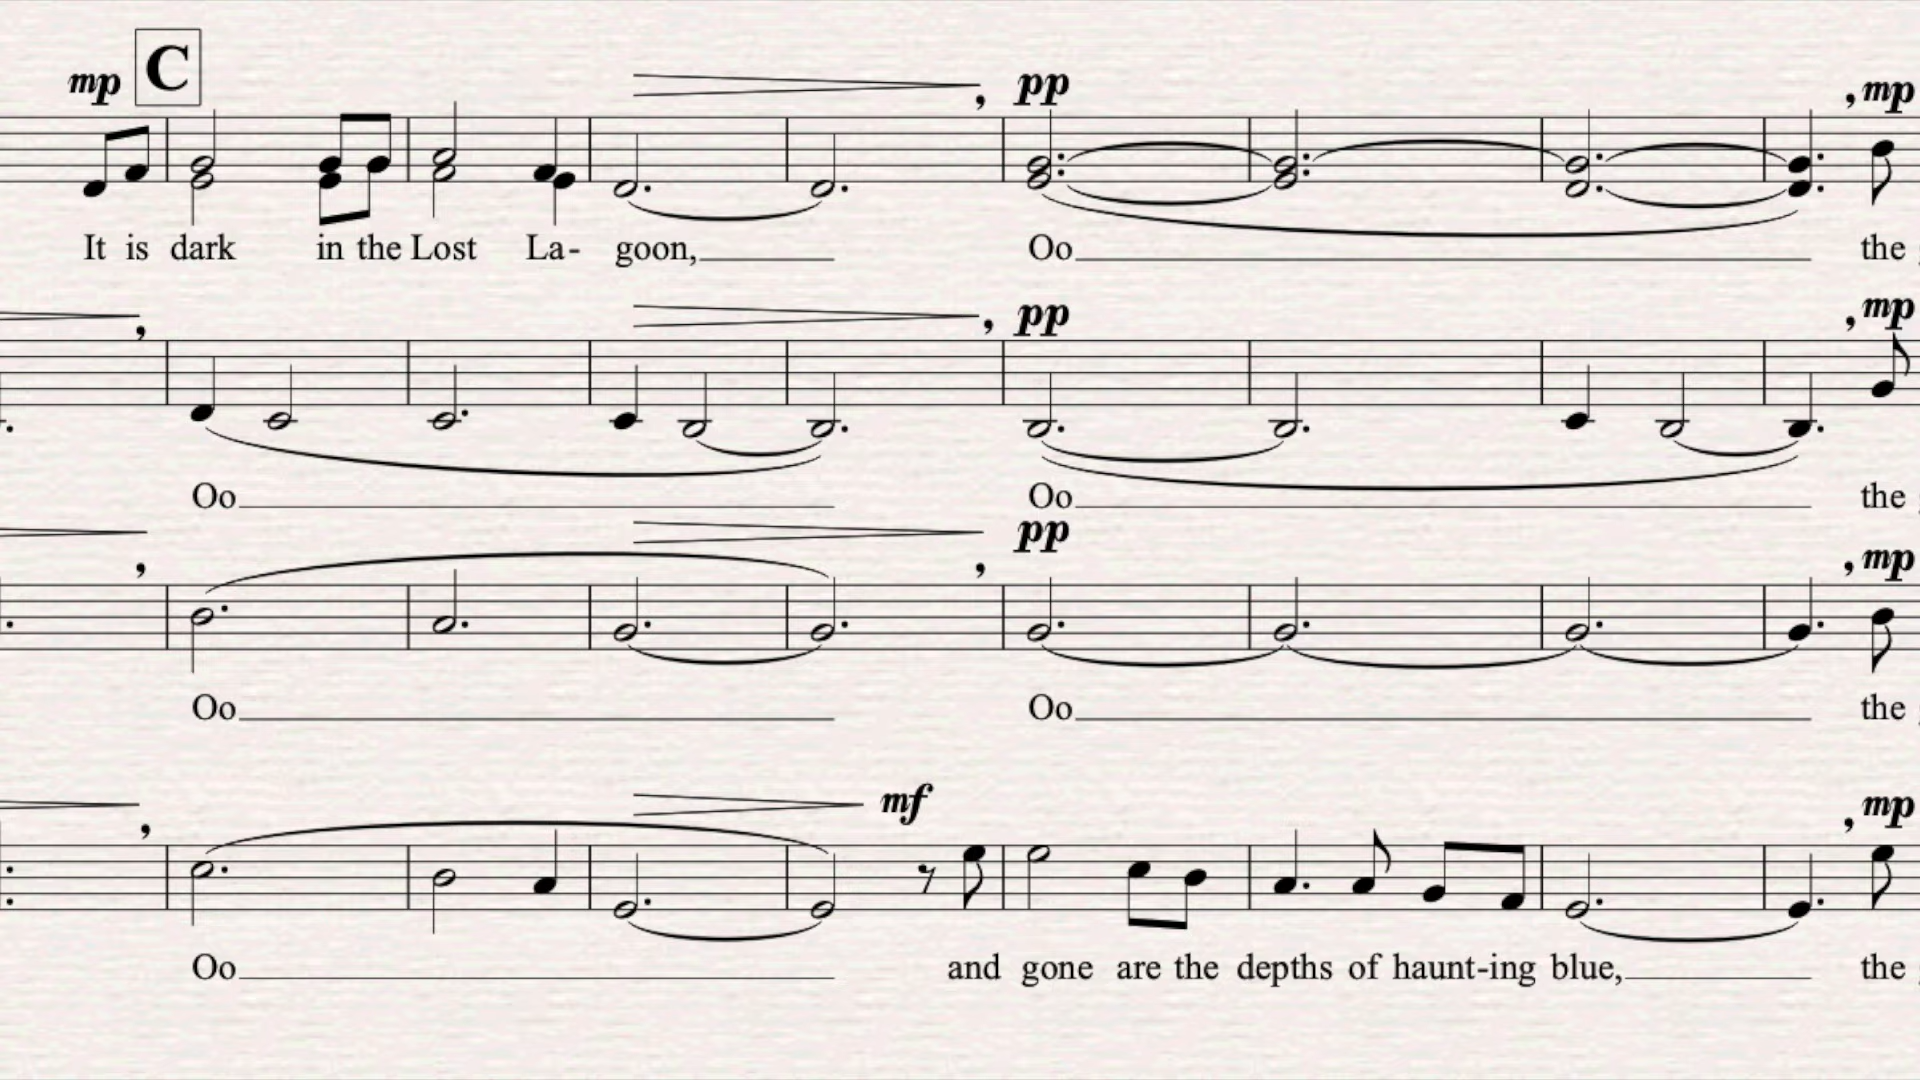 mp C pp , mp
It is dark in the Lost La- goon, Oo the
, pp , mp
Oo Oo the
, , pp , mp
Oo Oo the
, mf , mp
Oo and gone are the depths of haunt-ing blue, the